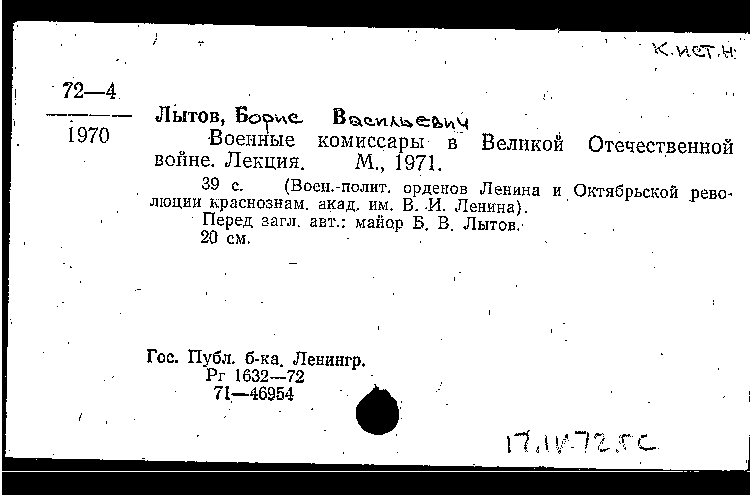 к.ист.н.
72—4
1970
Лытов, Борис Васильевич
Военные комиссары в Великой Отечественной
войне. Лекция. М., 1971.
39 с. (Воен.-полит. орденов Ленина и Октябрьской рево-
люции краснознам. акад. им. В. И. Ленина).
Перед загл. авт.: майор Б. В. Лытов.
20 см.
Гос. Публ. б-ка. Ленингр.
Рг 1632—72
71—46954
17.IV.72